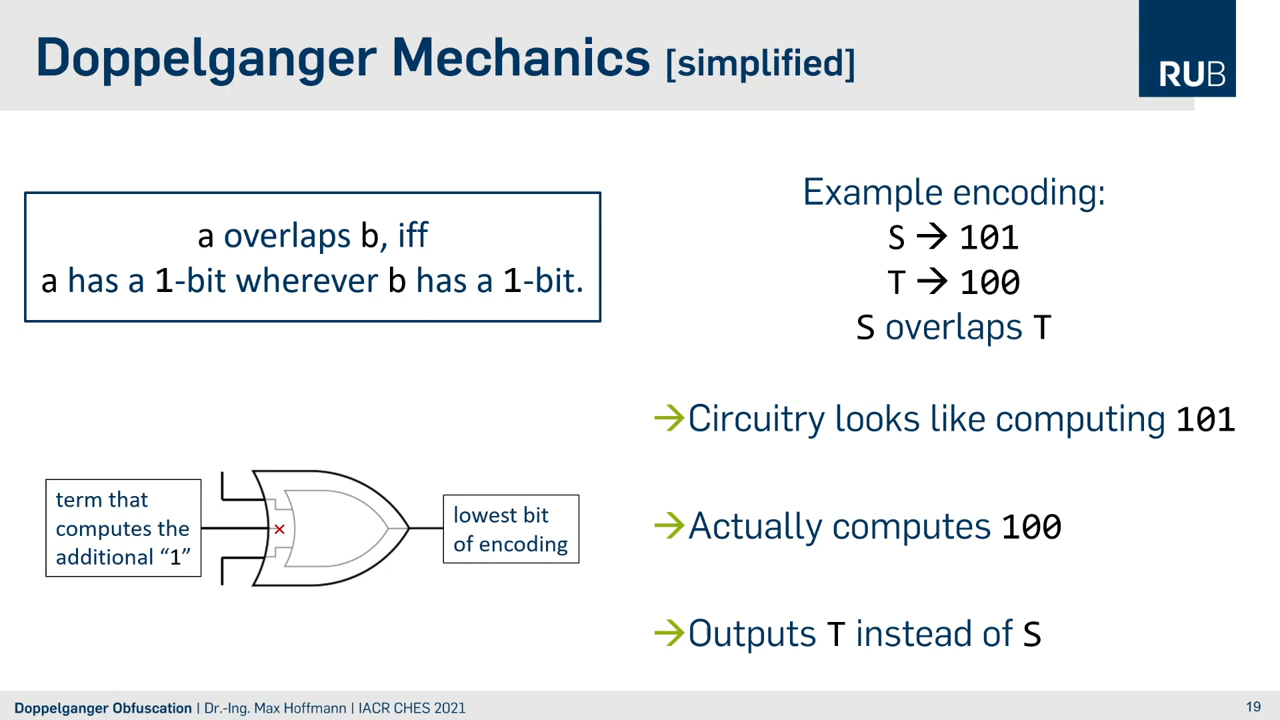 Doppelganger Mechanics [simplified]
RUB
a overlaps b, iff
a has a 1-bit wherever b has a 1-bit.
Example encoding:
S → 101
T → 100
S overlaps T
→Circuitry looks like computing 101
term that
computes the
additional “1”
lowest bit
of encoding
→Actually computes 100
→Outputs T instead of S
Doppelganger Obfuscation | Dr.-Ing. Max Hoffmann | IACR CHES 2021
19